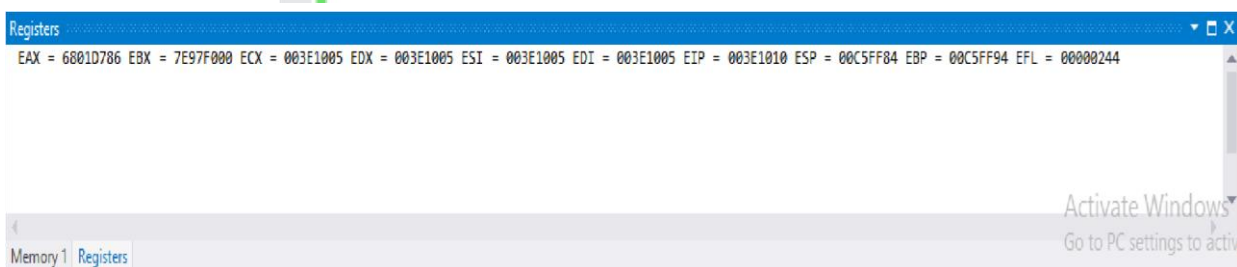 Registers
EAX = 6801D786 EBX = 7E97F000 ECX = 003E1005 EDX = 003E1005 ESI = 003E1005 EDI = 003E1005 EIP = 003E1010 ESP = 00C5FF84 EBP = 00C5FF94 EFL = 00000244
Activate Windows
Go to PC settings to activ
Memory 1 Registers